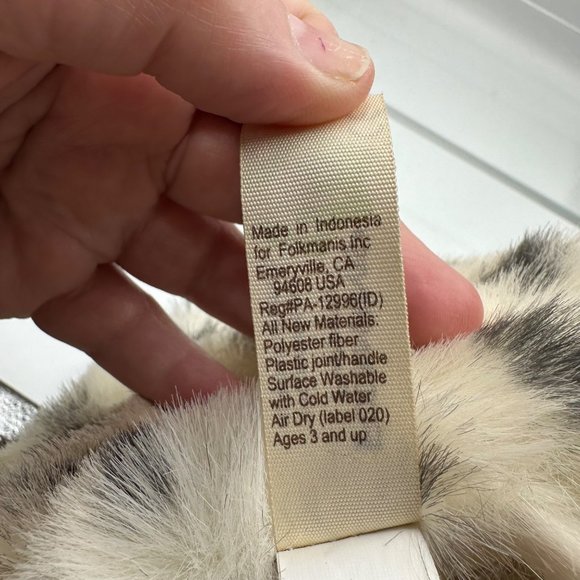 Made in Indonesia
for Folkmanis Inc
Emeryville, CA
94608 USA
Reg#PA-12996(ID)
All New Materials:
Polyester fiber
Plastic joint/handle
Surface Washable
with Cold Water
Air Dry (label 020)
Ages 3 and up